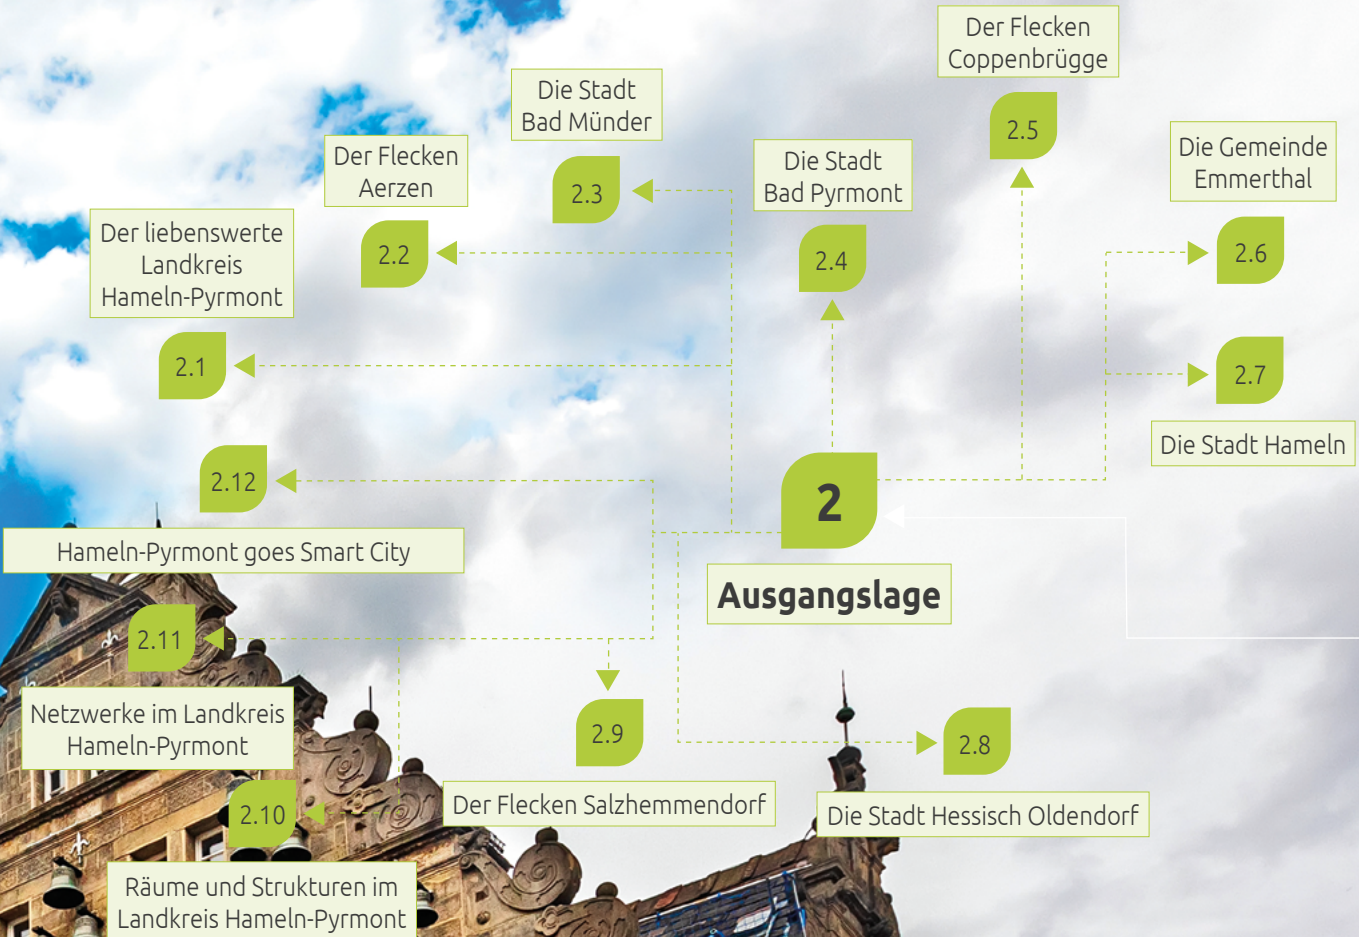 Der Flecken
Coppenbrügge
2.5
Die Stadt
Bad Münder
2.3
Der Flecken
Aerzen
2.2
Die Stadt
Bad Pyrmont
2.4
Die Gemeinde
Emmerthal
2.6
Der liebenswerte
Landkreis
Hameln-Pyrmont
2.1
2.7
Die Stadt Hameln
2.12
Hameln-Pyrmont goes Smart City
2
Ausgangslage
2.11
Netzwerke im Landkreis
Hameln-Pyrmont
2.9
Der Flecken Salzhemmendorf
2.8
Die Stadt Hessisch Oldendorf
2.10
Räume und Strukturen im
Landkreis Hameln-Pyrmont